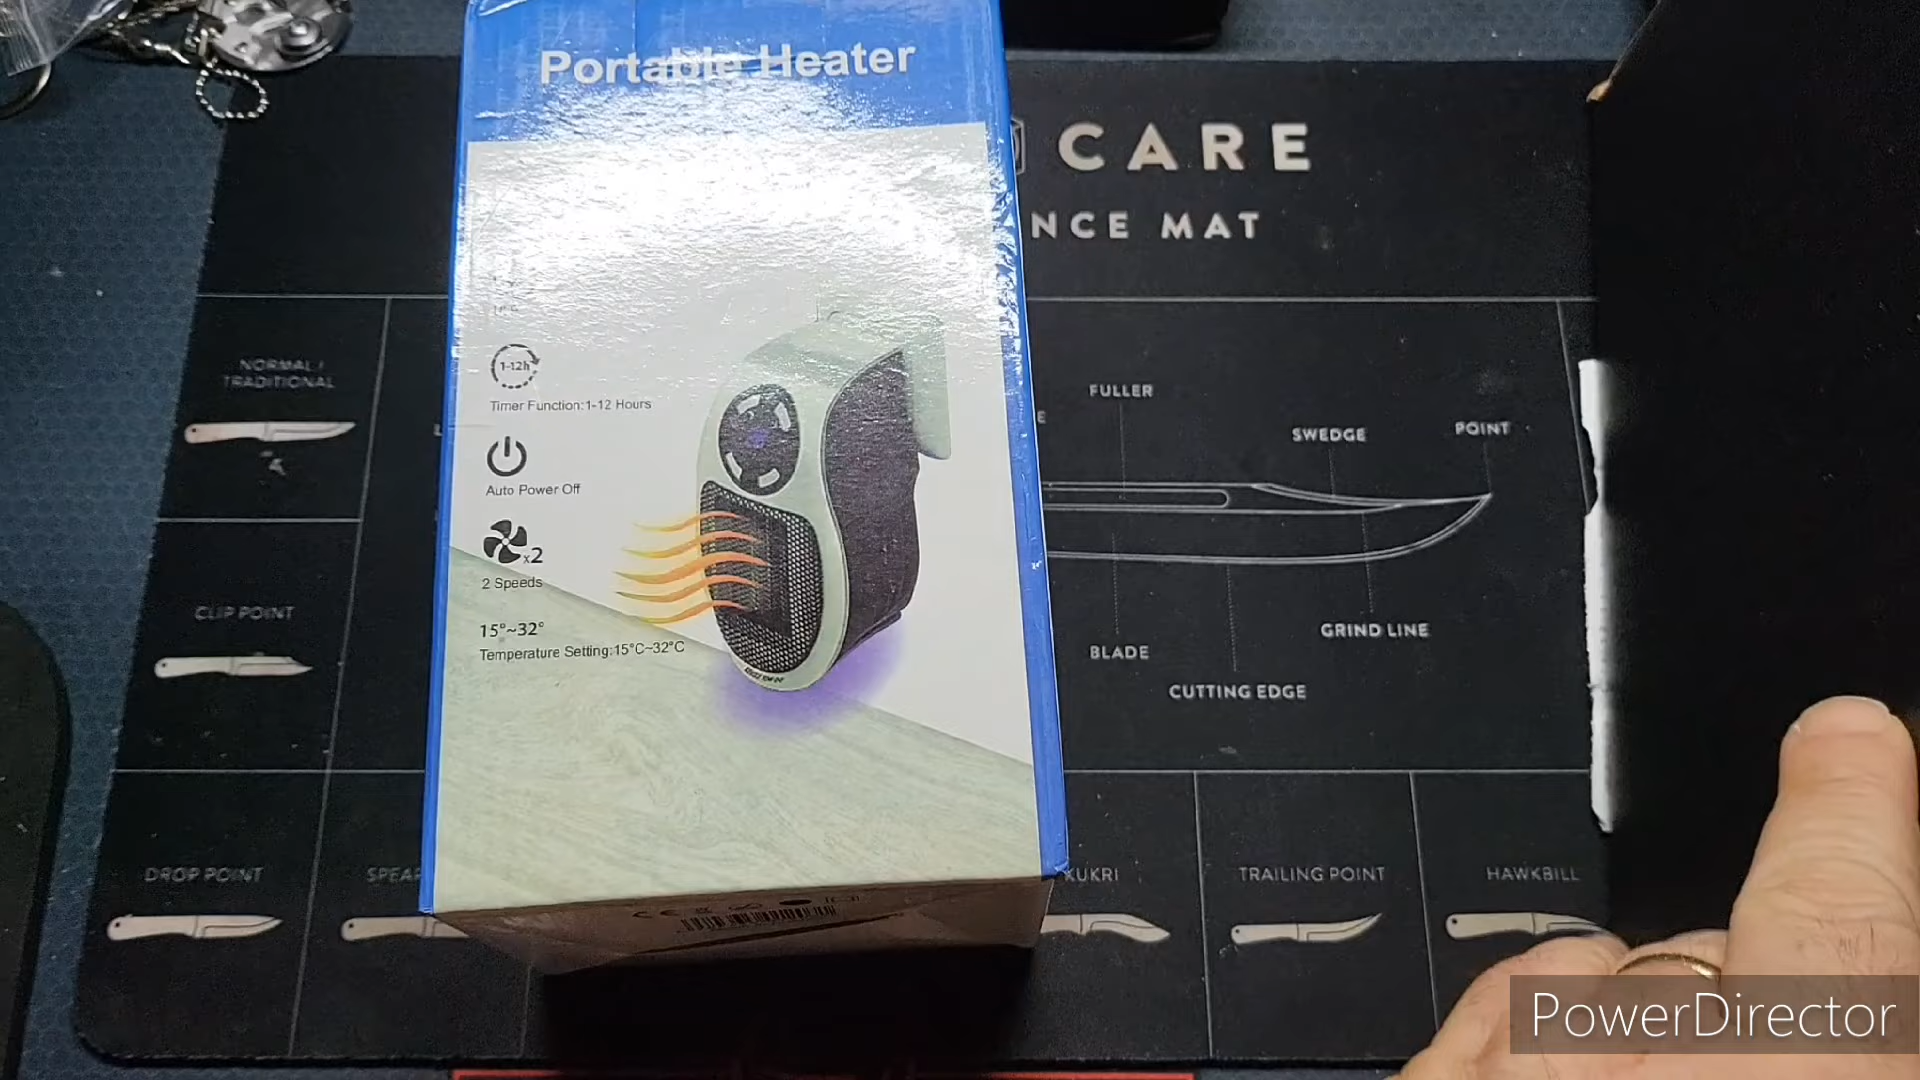 Portable Heater
1-12h
Timer Function:1-12 Hours
Auto Power Off
x2
2 Speeds
15°~32°
Temperature Setting:15°C~32°C
CARE
NCE MAT
NORMAL /
TRADITIONAL
CLIP POINT
DROP POINT
SPEAR
FULLER
SWEDGE
POINT
GRIND LINE
BLADE
CUTTING EDGE
KUKRI
TRAILING POINT
HAWKBILL
PowerDirector